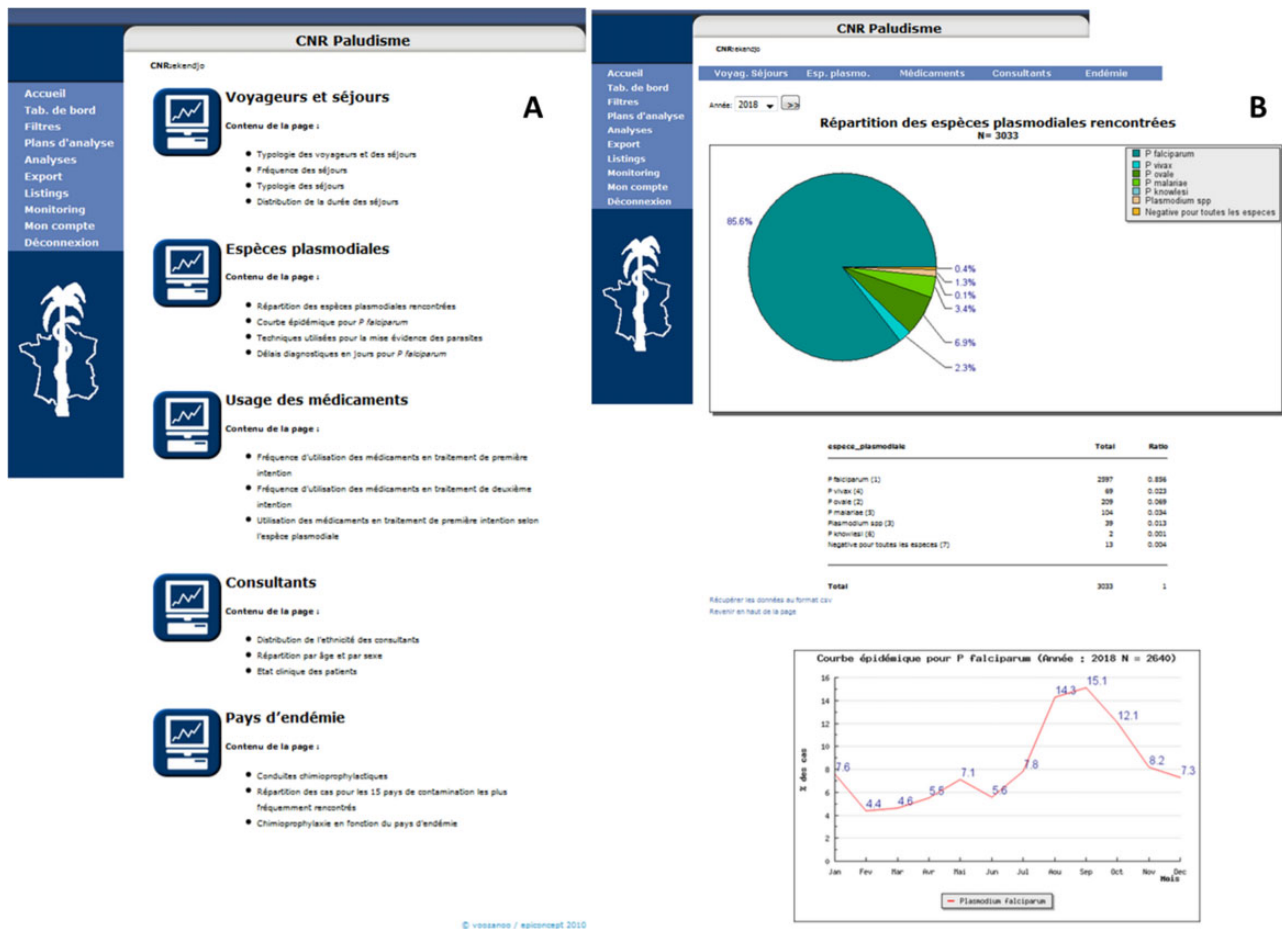 CNR Paludisme
CNR:ekendjo
A
Accueil
Tab. de bord
Filtres
Plans d'analyse
Analyses
Export
Listings
Monitoring
Mon compte
Déconnexion
Voyageurs et séjours
Contenu de la page :
Typologie des voyageurs et des séjours
Fréquence des séjours
Typologie des séjours
Distribution de la durée des séjours
Espèces plasmodiales
Contenu de la page :
Répartition des espèces plasmodiales rencontrées
Courbe épidémique pour P falciparum
Techniques utilisées pour la mise évidence des parasites
Délais diagnostiques en jours pour P falciparum
Usage des médicaments
Contenu de la page :
Fréquence d'utilisation des médicaments en traitement de première
intention
Fréquence d'utilisation des médicaments en traitement de deuxième
intention
Utilisation des médicaments en traitement de première intention selon
l'espèce plasmodiale
Consultants
Contenu de la page :
Distribution de l'ethnicité des consultants
Répartition par âge et par sexe
Etat clinique des patients
Pays d'endémie
Contenu de la page :
Conduites chimioprophylactiques
Répartition des cas pour les 15 pays de contamination les plus
fréquemment rencontrés
Chimioprophylaxie en fonction du pays d'endémie
© voozanoo / epiconcept 2010
CNR Paludisme
CNR:ekendjo
B
Accueil
Tab. de bord
Filtres
Plans d'analyse
Analyses
Export
Listings
Monitoring
Mon compte
Déconnexion
Voyag. Séjours Esp. plasmo. Médicaments Consultants Endémie
Année: 2018 >>
Répartition des espèces plasmodiales rencontrées
N= 3033
P falciparum
P vivax
P ovale
P malariae
P knowlesi
Plasmodium spp
Negative pour toutes les especes
85.6%
0.4%
1.3%
0.1%
3.4%
6.9%
2.3%
espece_plasmodiale Total Ratio
P falciparum (1) 2597 0.856
P vivax (4) 69 0.023
P ovale (2) 209 0.069
P malariae (3) 104 0.034
Plasmodium spp (5) 39 0.013
P knowlesi (6) 2 0.001
Negative pour toutes les especes (7) 13 0.004
Total 3033 1
Récupérer les données au format csv
Revenir en haut de la page
Courbe épidémique pour P falciparum (Année : 2018 N = 2640)
% des cas
16
14
12
10
8
6
4
2
0
7.6
4.4
4.6
5.5
7.1
5.6
7.8
14.3
15.1
12.1
8.2
7.3
Jan Fev Mar Avr Mai Jun Jul Aou Sep Oct Nov Dec
Mois
Plasmodium falciparum